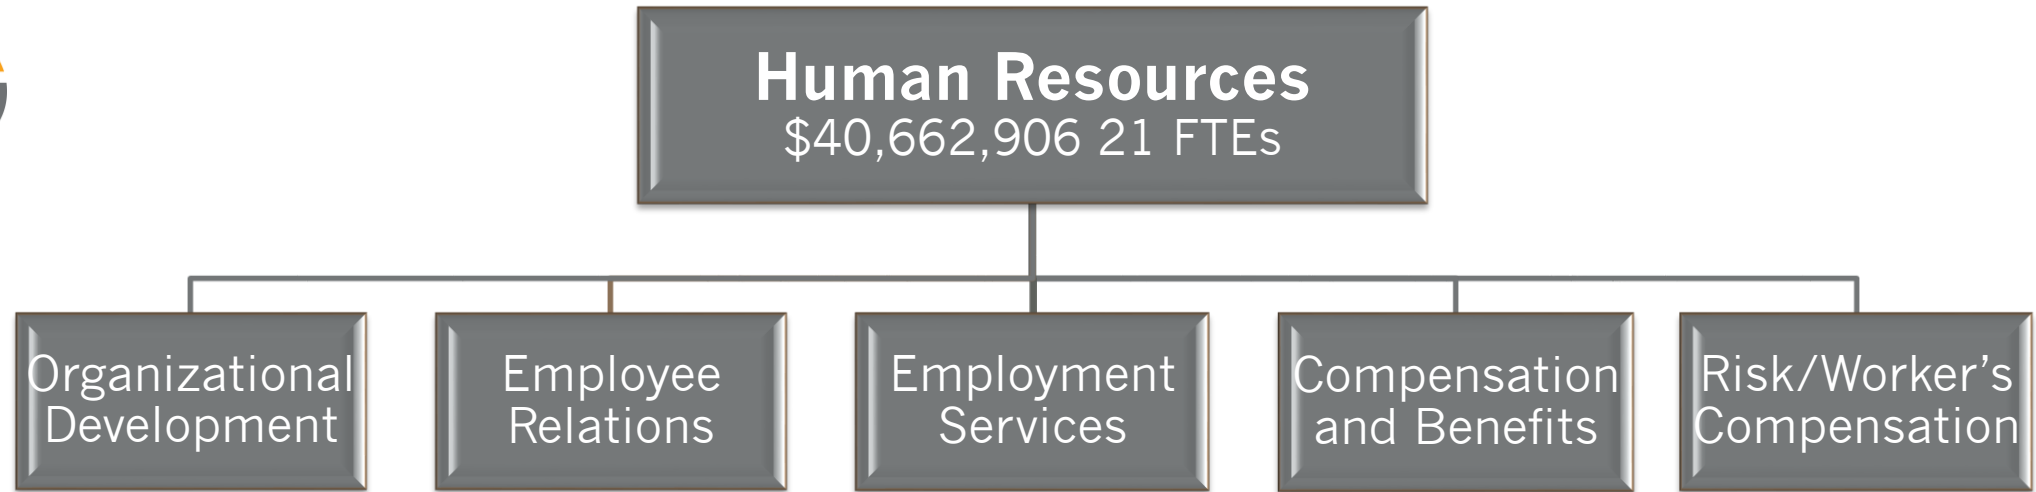 Human Resources
$40,662,906 21 FTEs
Organizational
Development
Employee
Relations
Employment
Services
Compensation
and Benefits
Risk/Worker’s
Compensation